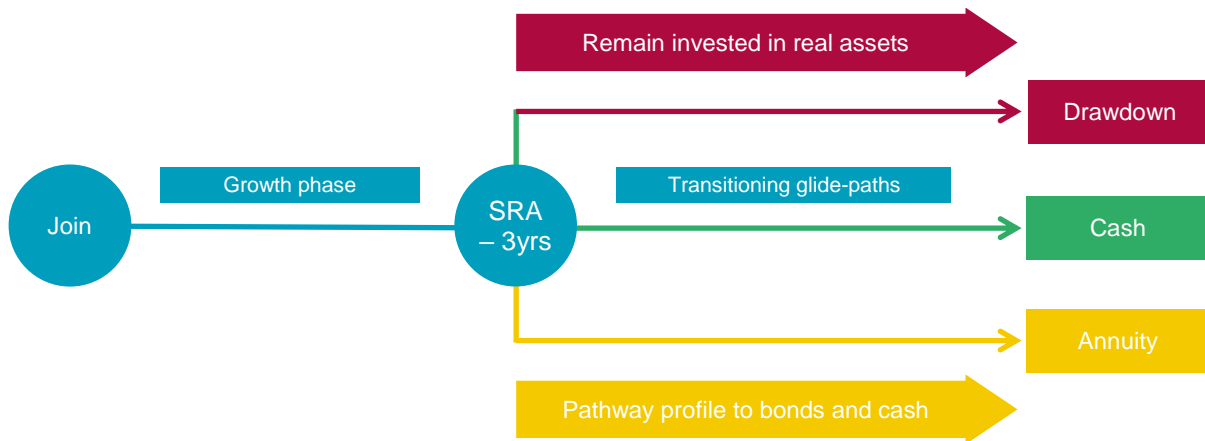 Remain invested in real assets
Drawdown
Growth phase
Transitioning glide-paths
Join
SRA
– 3yrs
Cash
Annuity
Pathway profile to bonds and cash